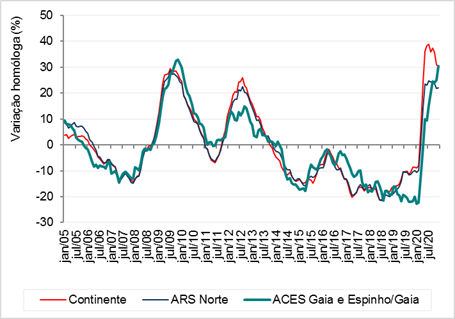 Variação homóloga (%)
50
40
30
20
10
0
-10
-20
-30
jan/05
jul/05
jan/06
jul/06
jan/07
jul/07
jan/08
jul/08
jan/09
jul/09
jan/10
jul/10
jan/11
jul/11
jan/12
jul/12
jan/13
jul/13
jan/14
jul/14
jan/15
jul/15
jan/16
jul/16
jan/17
jul/17
jan/18
jul/18
jan/19
jul/19
jan/20
jul/20
Continente ARS Norte ACES Gaia e Espinho/Gaia